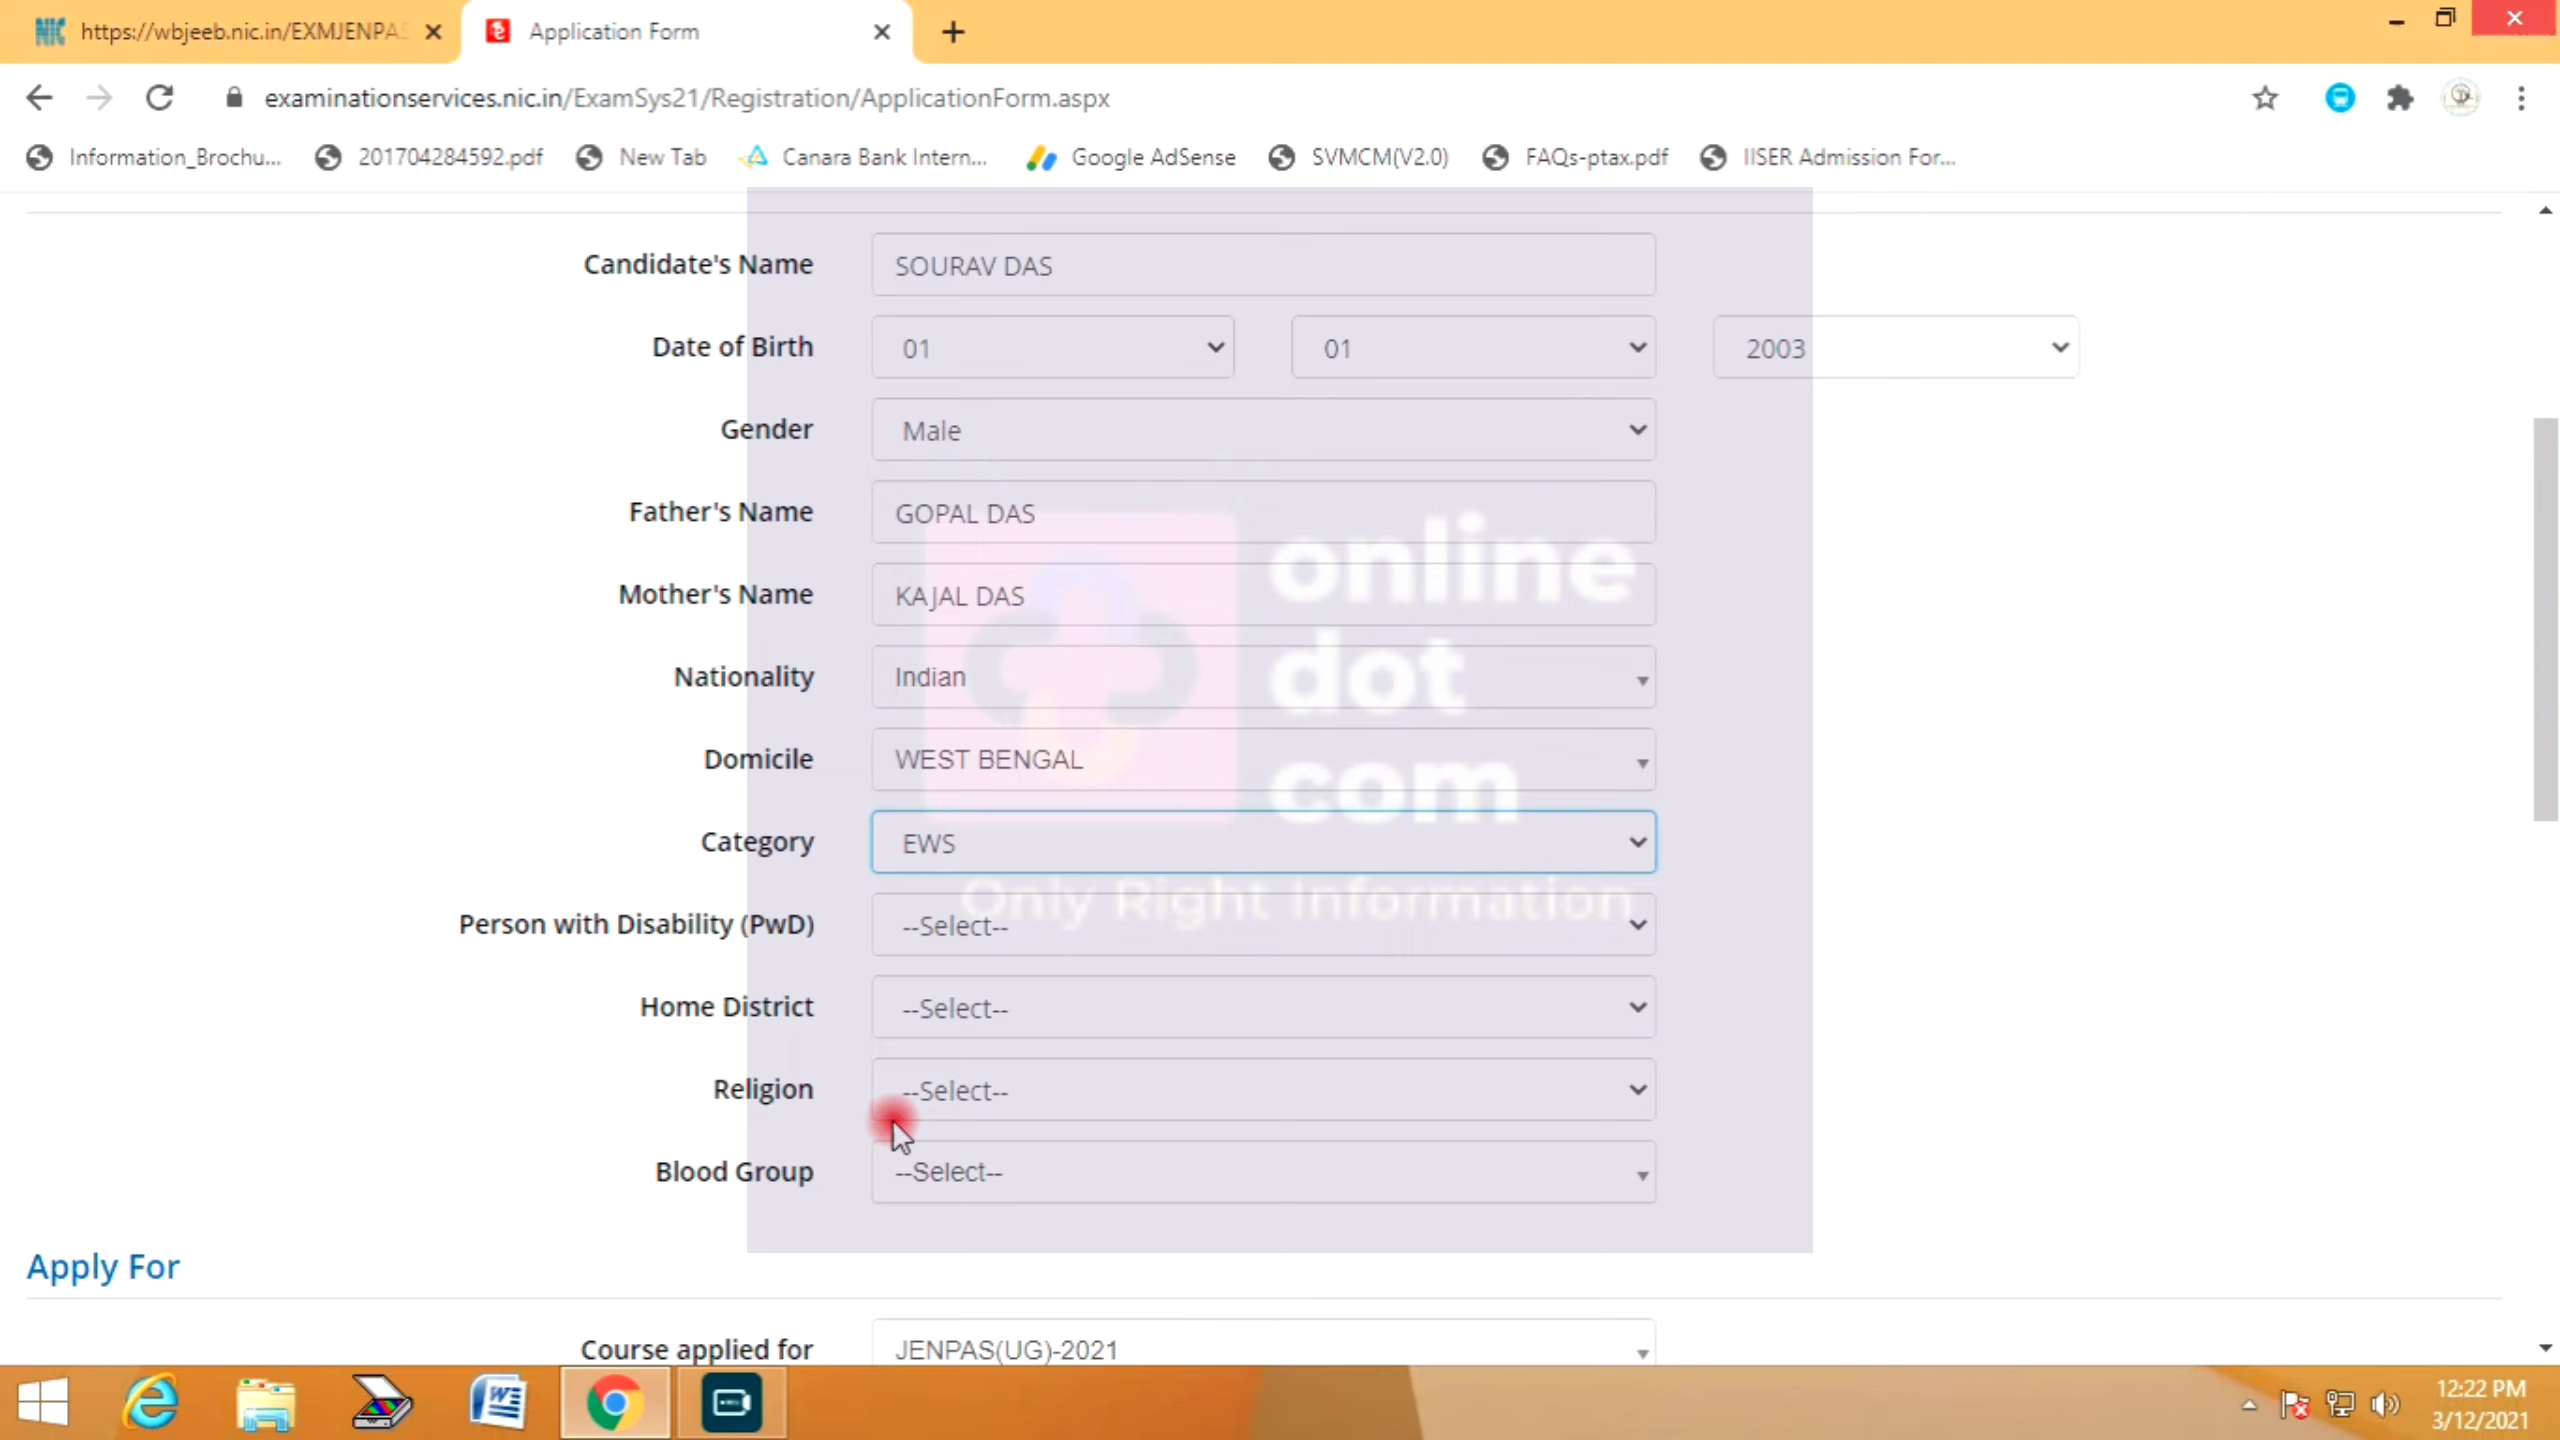 https://wbjeeb.nic.in/EXMJENPAS
Application Form
examinationservices.nic.in/ExamSys21/Registration/ApplicationForm.aspx
Information_Brochu... 201704284592.pdf New Tab Canara Bank Intern... Google AdSense SVMCM(V2.0) FAQs-ptax.pdf IISER Admission For...
Candidate's Name SOURAV DAS
Date of Birth 01 01 2003
Gender Male
Father's Name GOPAL DAS
Mother's Name KAJAL DAS
Nationality Indian
Domicile WEST BENGAL
Category EWS
Person with Disability (PwD) --Select--
Home District --Select--
Religion --Select--
Blood Group --Select--
online
dot
com
Only Right Information
Apply For
Course applied for JENPAS(UG)-2021
12:22 PM
3/12/2021